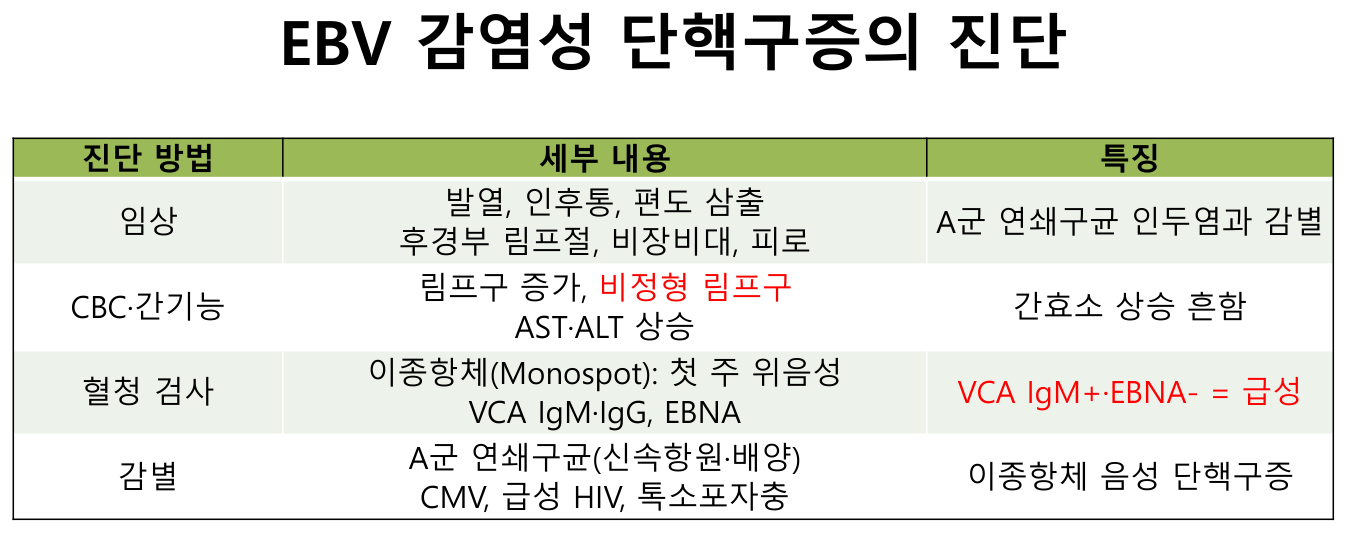 EBV 감염성 단핵구증의 진단
진단 방법
세부 내용
특징
임상
발열, 인후통, 편도 삼출
후경부 림프절, 비장비대, 피로
A군 연쇄구균 인두염과 감별
CBC·간기능
림프구 증가, 비정형 림프구
AST·ALT 상승
간효소 상승 흔함
혈청 검사
이종항체(Monospot): 첫 주 위음성
VCA IgM·IgG, EBNA
VCA IgM+·EBNA- = 급성
감별
A군 연쇄구균(신속항원·배양)
CMV, 급성 HIV, 톡소포자충
이종항체 음성 단핵구증